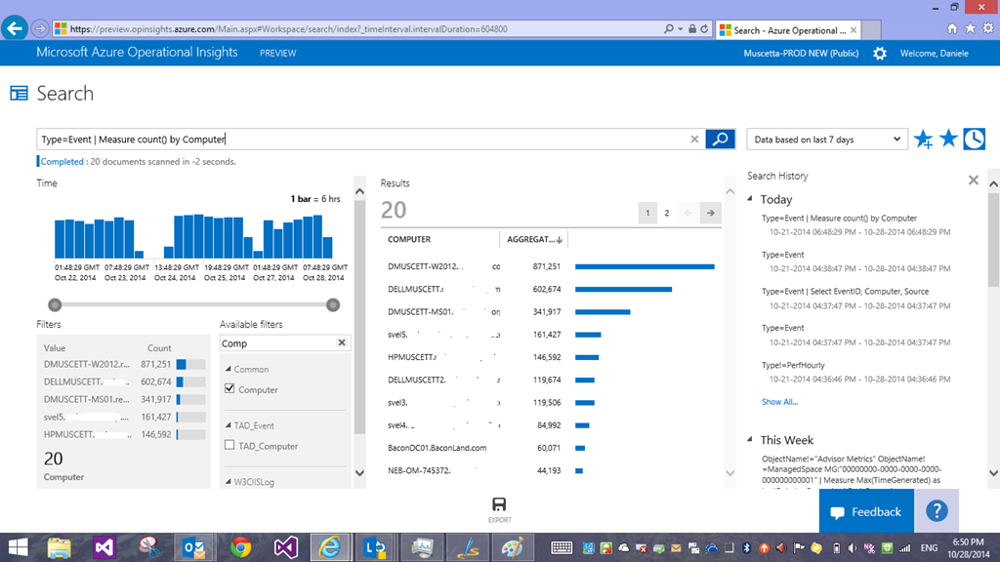 https://preview.opinsights.azure.com/Main.aspx#Workspace/search/index?_timeInterval.intervalDuration=604800
Search - Azure Operational ...
Microsoft Azure Operational Insights
PREVIEW
Muscetta-PROD NEW (Public)
Welcome, Daniele
Search
Type=Event | Measure count() by Computer
Data based on last 7 days
Completed : 20 documents scanned in -2 seconds.
Time
1 bar = 6 hrs
01:48:29 GMT 07:48:29 GMT 13:48:29 GMT 19:48:29 GMT 01:48:29 GMT 07:48:29 GMT
Oct 22, 2014 Oct 23, 2014 Oct 24, 2014 Oct 25, 2014 Oct 27, 2014 Oct 28, 2014
Filters
Value Count
DMUSCETT-W2012.r... 871,251
DELLMUSCETT. 602,674
DMUSCETT-MS01.re... 341,917
svel5. .... 161,427
HPMUSCETT. .. 146,592
20
Computer
Available filters
Comp
Common
Computer
TAD_Event
TAD_Computer
W3CIISLog
Results
20
1 2
COMPUTER AGGREGAT...
DMUSCETT-W2012. co 871,251
DELLMUSCETT. 602,674
DMUSCETT-MS01. 341,917
svel5. 161,427
HPMUSCETT. 146,592
DELLMUSCETT2. 119,674
svel3. 119,506
svel4. 84,992
BaconDC01.BaconLand.com 60,071
NEB-OM-745372. 44,193
EXPORT
Search History
Today
Type=Event | Measure count() by Computer
10-21-2014 06:48:29 PM - 10-28-2014 06:48:29 PM
Type=Event
10-21-2014 04:38:47 PM - 10-28-2014 04:38:47 PM
Type=Event | Select EventID, Computer, Source
10-21-2014 04:37:47 PM - 10-28-2014 04:37:47 PM
Type=Event
10-21-2014 04:37:47 PM - 10-28-2014 04:37:47 PM
Type!=PerfHourly
10-21-2014 04:36:46 PM - 10-28-2014 04:36:46 PM
Show All...
This Week
ObjectName!="Advisor Metrics" ObjectName!
=ManagedSpace MG:"00000000-0000-0000-0000-
000000000001" | Measure Max(TimeGenerated) as
Feedback
?
ENG
6:50 PM
10/28/2014